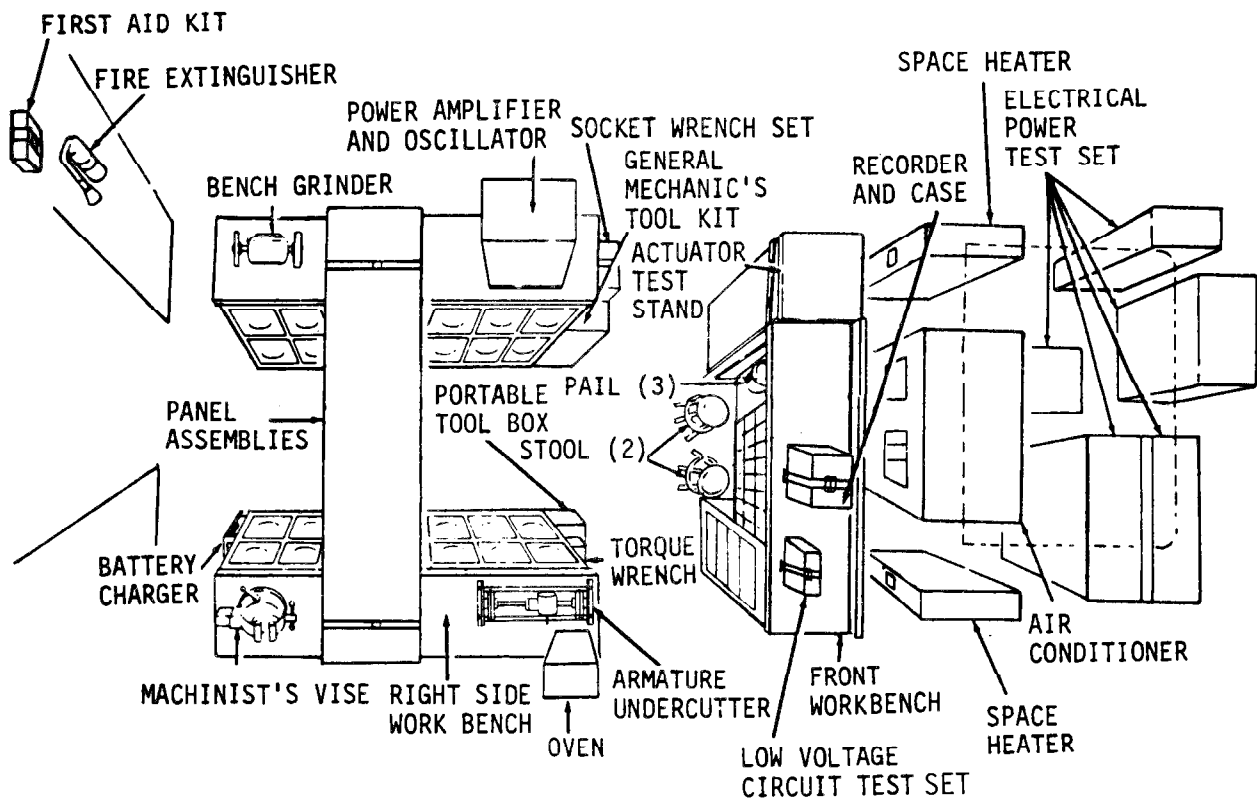 FIRST AID KIT
FIRE EXTINGUISHER
POWER AMPLIFIER
AND OSCILLATOR
SOCKET WRENCH SET
GENERAL
MECHANIC'S
TOOL KIT
BENCH GRINDER
ACTUATOR
TEST
STAND
SPACE HEATER
ELECTRICAL
POWER
TEST SET
RECORDER
AND CASE
PANEL
ASSEMBLIES
PORTABLE
TOOL BOX
PAIL (3)
STOOL (2)
BATTERY
CHARGER
TORQUE
WRENCH
MACHINIST'S VISE
RIGHT SIDE
WORK BENCH
OVEN
ARMATURE
UNDERCUTTER
LOW VOLTAGE
CIRCUIT TEST SET
FRONT
WORKBENCH
AIR
CONDITIONER
SPACE
HEATER